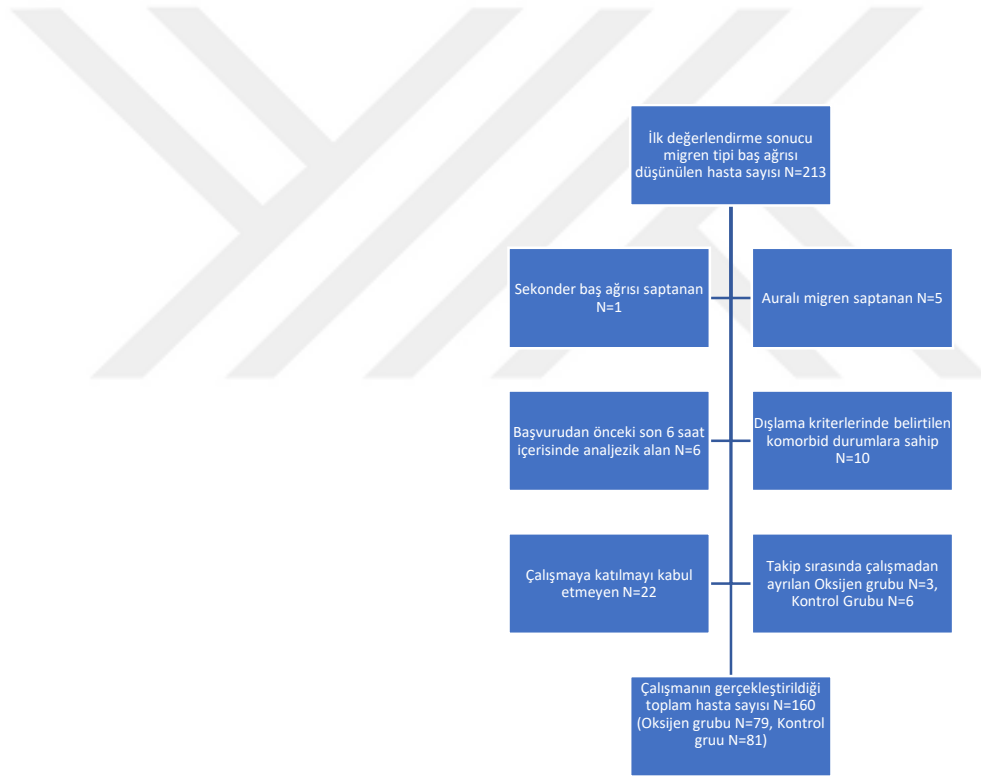 İlk değerlendirme sonucu
migren tipi baş ağrısı
düşünülen hasta sayısı N=213
Sekonder baş ağrısı saptanan
N=1
Auralı migren saptanan N=5
Başvurudan önceki son 6 saat
içerisinde analjezik alan N=6
Dışlama kriterlerinde belirtilen
komorbid durumlara sahip
N=10
Çalışmaya katılmayı kabul
etmeyen N=22
Takip sırasında çalışmadan
ayrılan Oksijen grubu N=3,
Kontrol Grubu N=6
Çalışmanın gerçekleştirildiği
toplam hasta sayısı N=160
(Oksijen grubu N=79, Kontrol
gruu N=81)